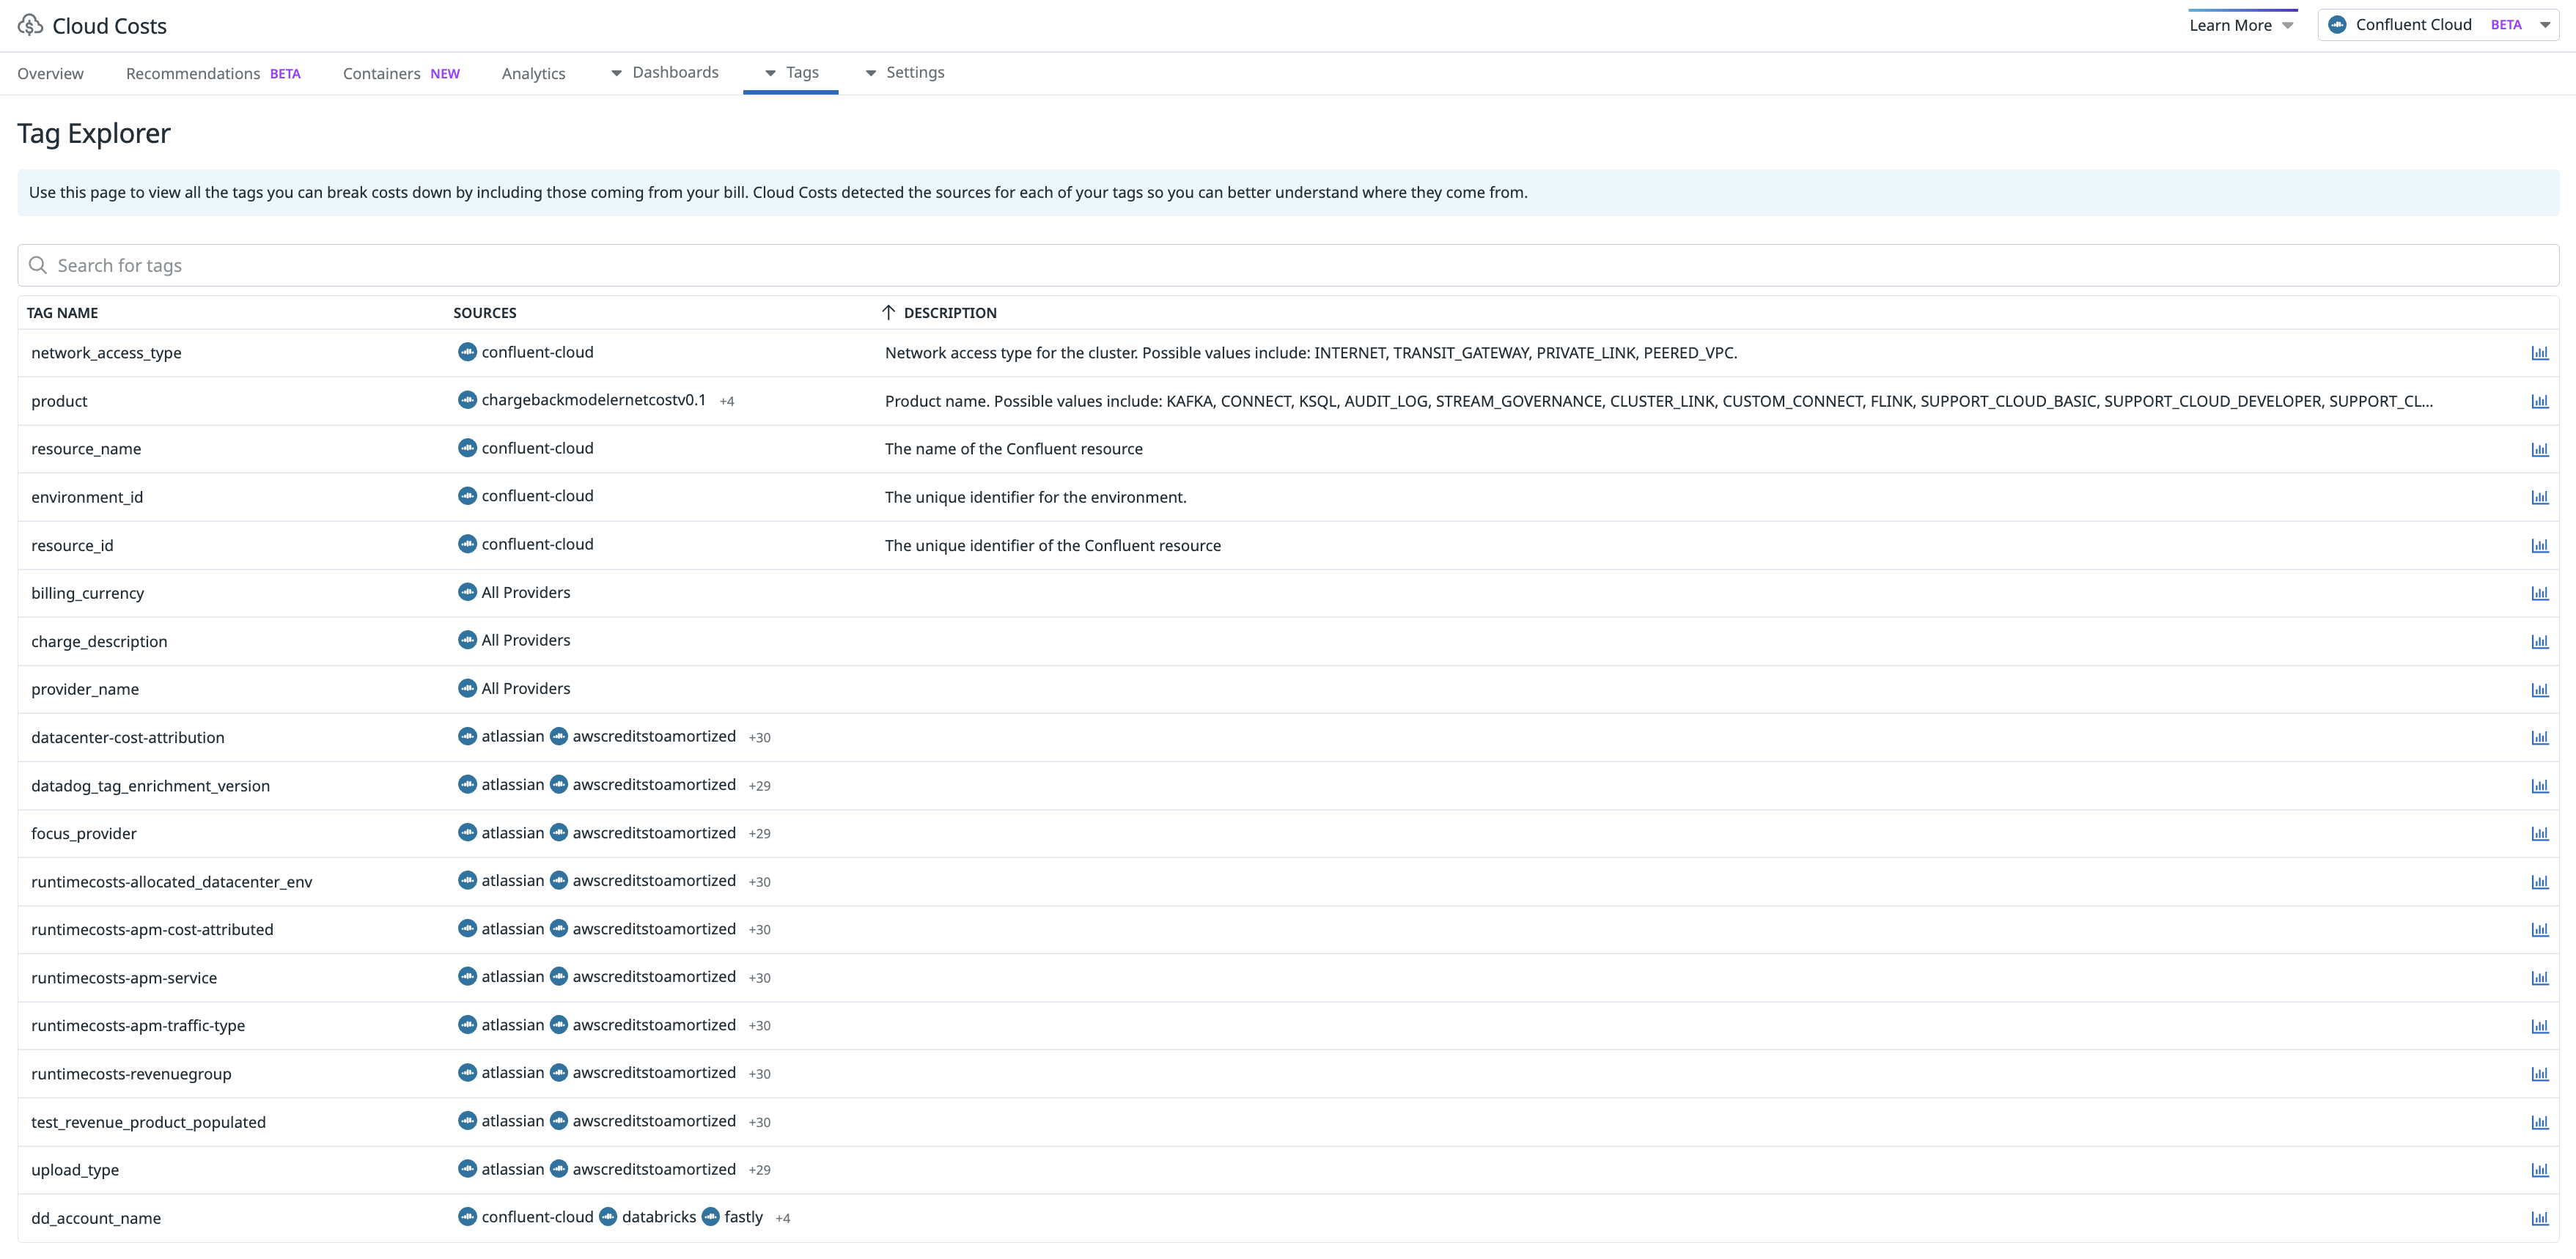 Cloud Costs
Learn More
Confluent Cloud BETA
Overview Recommendations BETA Containers NEW Analytics Dashboards Tags Settings
Tag Explorer
Use this page to view all the tags you can break costs down by including those coming from your bill. Cloud Costs detected the sources for each of your tags so you can better understand where they come from.
Search for tags
TAG NAME SOURCES DESCRIPTION
network_access_type confluent-cloud Network access type for the cluster. Possible values include: INTERNET, TRANSIT_GATEWAY, PRIVATE_LINK, PEERED_VPC.
product chargebackmodelernetcostv0.1 +4 Product name. Possible values include: KAFKA, CONNECT, KSQL, AUDIT_LOG, STREAM_GOVERNANCE, CLUSTER_LINK, CUSTOM_CONNECT, FLINK, SUPPORT_CLOUD_BASIC, SUPPORT_CLOUD_DEVELOPER, SUPPORT_CL...
resource_name confluent-cloud The name of the Confluent resource
environment_id confluent-cloud The unique identifier for the environment.
resource_id confluent-cloud The unique identifier of the Confluent resource
billing_currency All Providers
charge_description All Providers
provider_name All Providers
datacenter-cost-attribution atlassian awscreditstoamortized +30
datadog_tag_enrichment_version atlassian awscreditstoamortized +29
focus_provider atlassian awscreditstoamortized +29
runtimecosts-allocated_datacenter_env atlassian awscreditstoamortized +30
runtimecosts-apm-cost-attributed atlassian awscreditstoamortized +30
runtimecosts-apm-service atlassian awscreditstoamortized +30
runtimecosts-apm-traffic-type atlassian awscreditstoamortized +30
runtimecosts-revenuegroup atlassian awscreditstoamortized +30
test_revenue_product_populated atlassian awscreditstoamortized +30
upload_type atlassian awscreditstoamortized +29
dd_account_name confluent-cloud databricks fastly +4